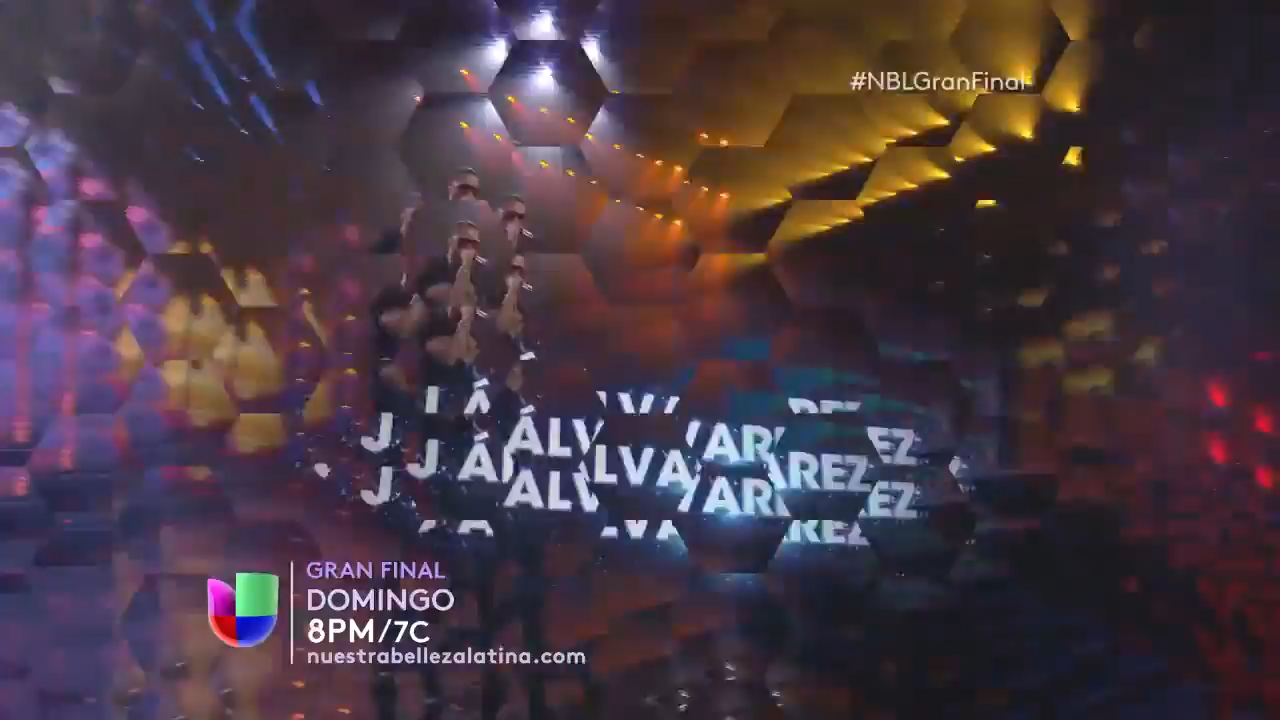 #NBLGranFinal
J ÁLVAREZ
GRAN FINAL
DOMINGO
8PM/7C
nuestrabellezalatina.com